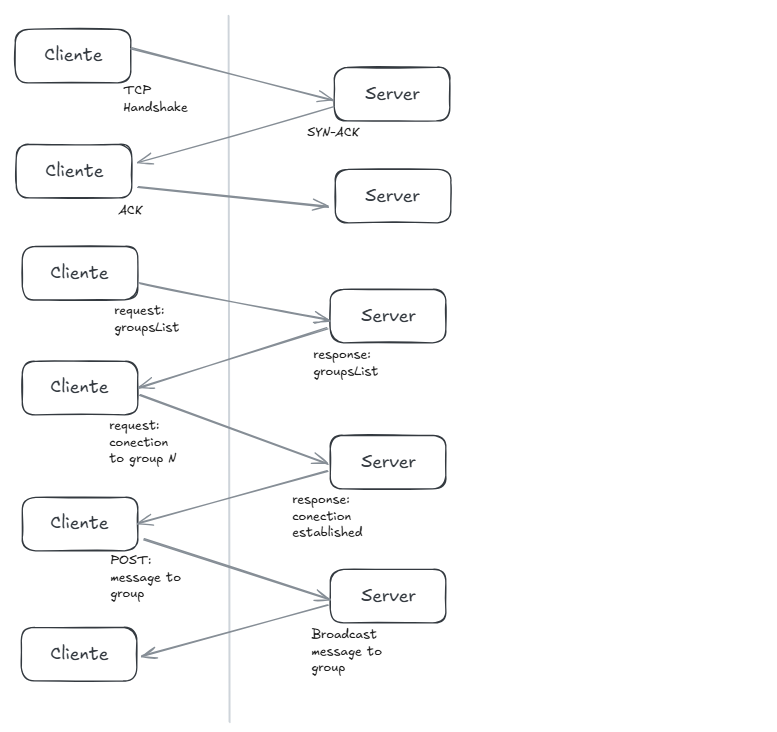 Cliente
Server
TCP
Handshake
SYN-ACK
Cliente
Server
ACK
Cliente
request:
groupsList
Server
response:
groupsList
Cliente
request:
conection
to group N
Server
response:
conection
established
Cliente
POST:
message to
group
Server
Broadcast
message to
group
Cliente